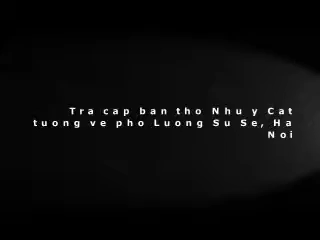 Tra cap ban tho Nhu y Cat
tuong ve pho Luong Su Se, Ha
Noi